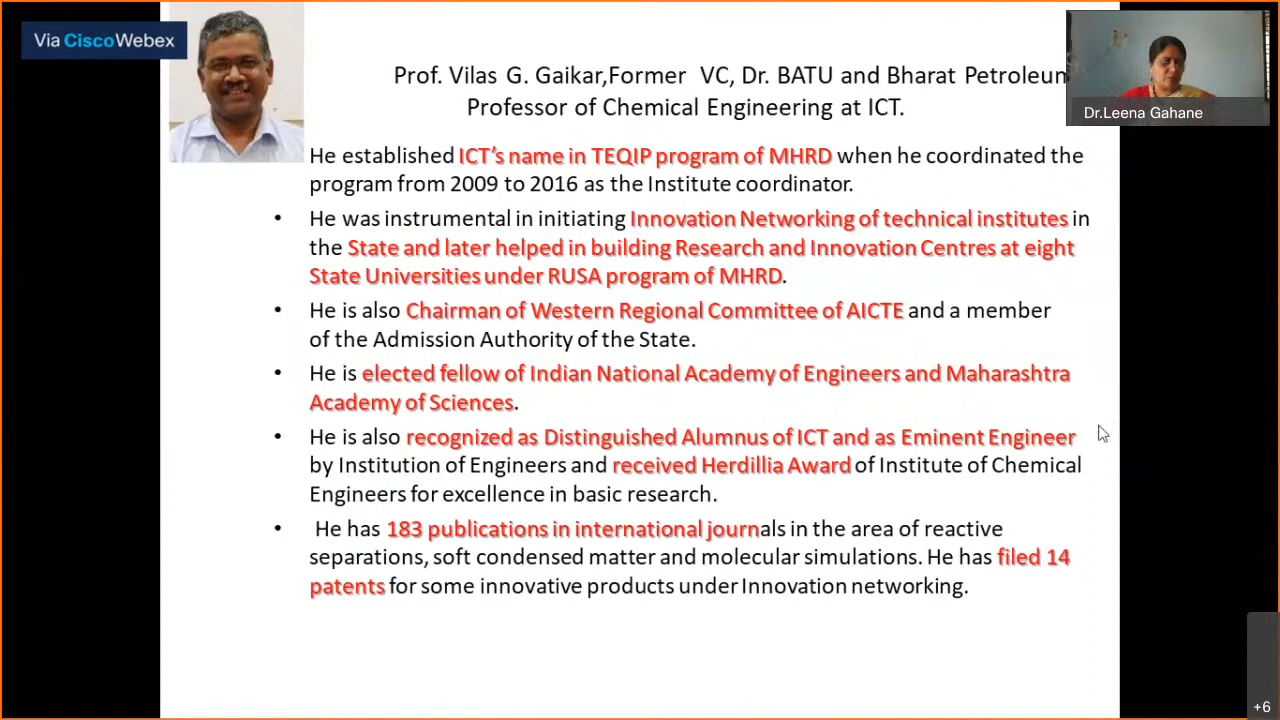 Via Cisco Webex
Prof. Vilas G. Gaikar,Former VC, Dr. BATU and Bharat Petroleum
Professor of Chemical Engineering at ICT.
Dr.Leena Gahane
He established ICT's name in TEQIP program of MHRD when he coordinated the
program from 2009 to 2016 as the Institute coordinator.
• He was instrumental in initiating Innovation Networking of technical institutes in
the State and later helped in building Research and Innovation Centres at eight
State Universities under RUSA program of MHRD.
• He is also Chairman of Western Regional Committee of AICTE and a member
of the Admission Authority of the State.
• He is elected fellow of Indian National Academy of Engineers and Maharashtra
Academy of Sciences.
• He is also recognized as Distinguished Alumnus of ICT and as Eminent Engineer
by Institution of Engineers and received Herdillia Award of Institute of Chemical
Engineers for excellence in basic research.
• He has 183 publications in international journals in the area of reactive
separations, soft condensed matter and molecular simulations. He has filed 14
patents for some innovative products under Innovation networking.
+6